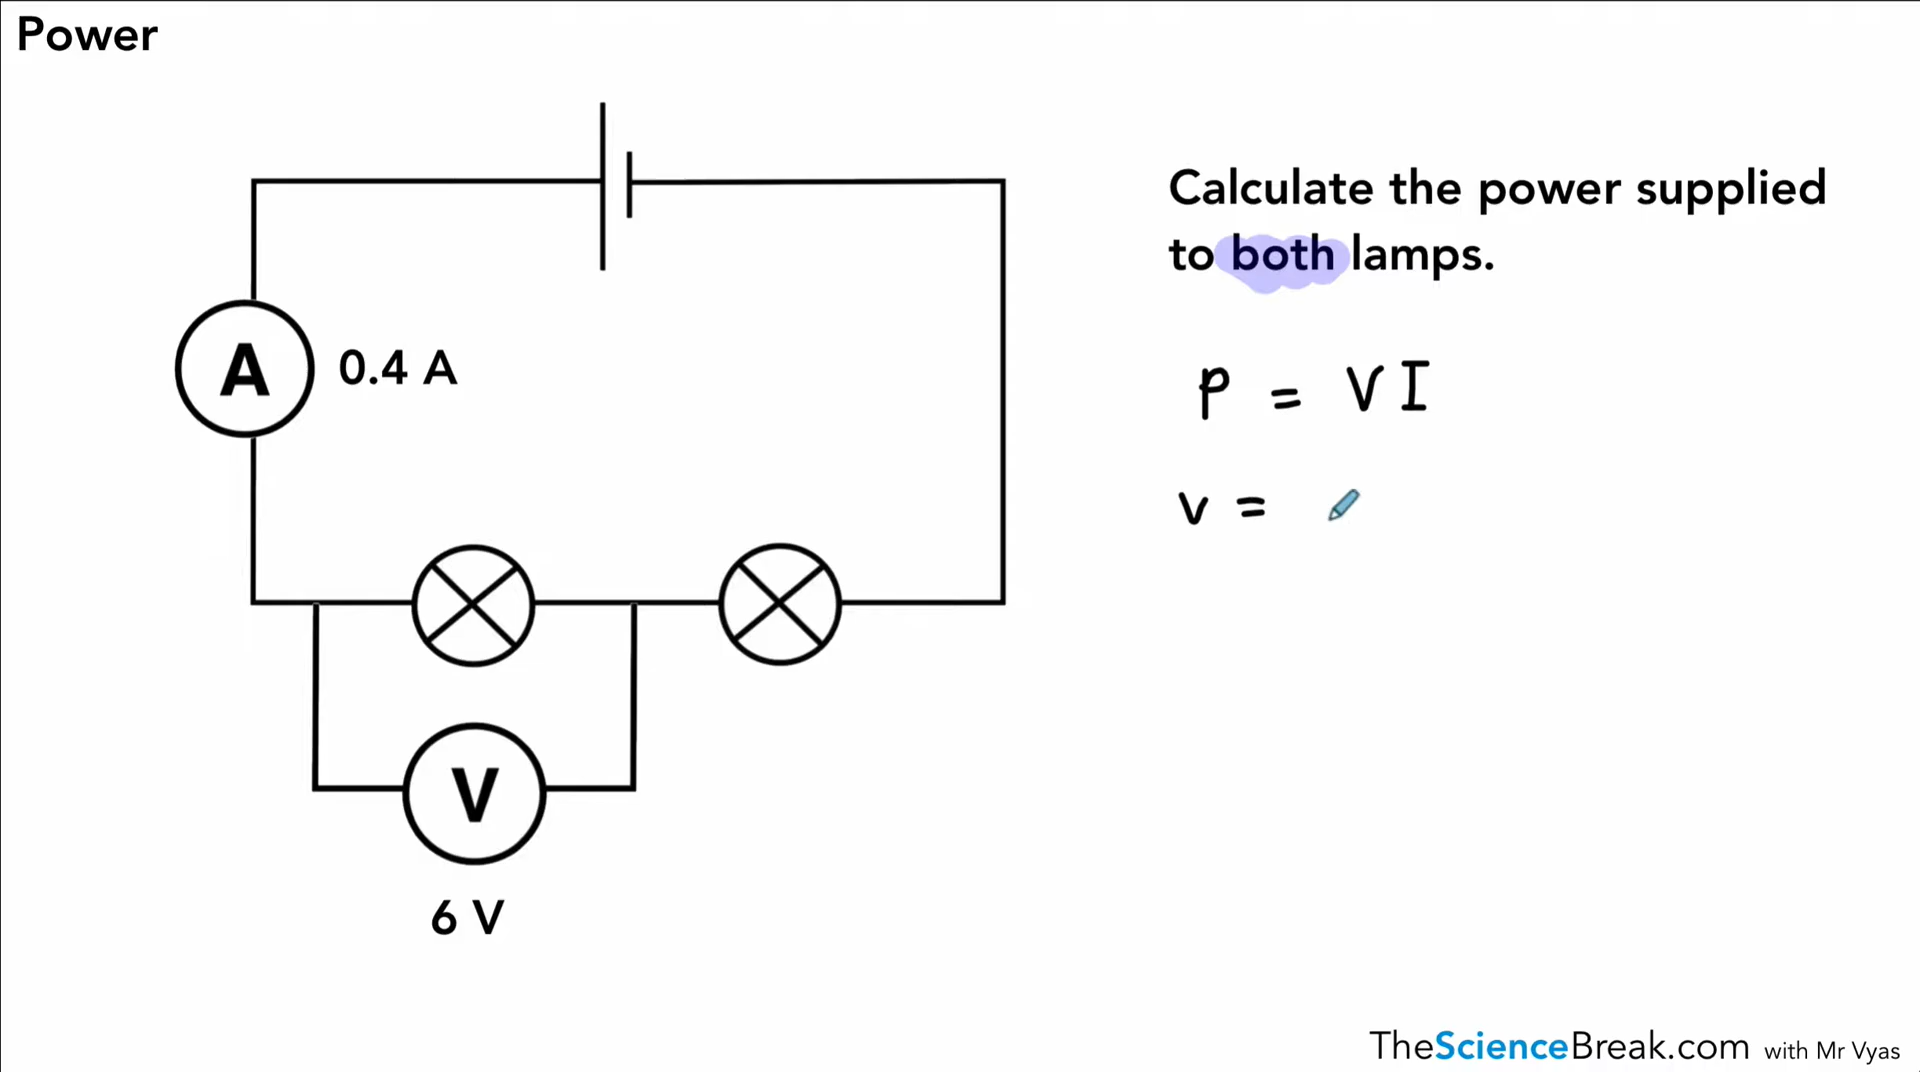 Power
Calculate the power supplied
to both lamps.
A 0.4 A
P = VI
V =
V
6 V
TheScienceBreak.com with Mr Vyas